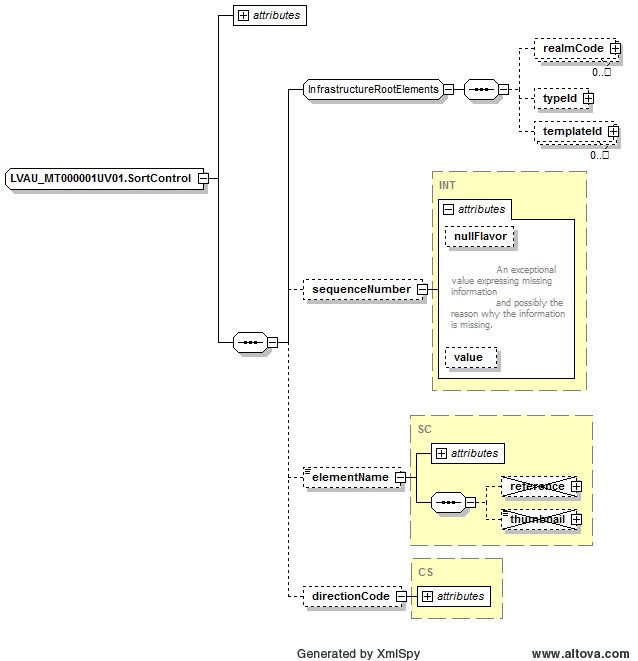 attributes
InfrastructureRootElements
realmCode
0..
typeId
templateId
0..
LVAU_MT000001UV01.SortControl
INT
attributes
nullFlavor
An exceptional
value expressing missing
information
and possibly the
reason why the information
is missing.
sequenceNumber
value
SC
attributes
elementName
reference
thumbnail
CS
directionCode
attributes
Generated by XmlSpy
www.altova.com